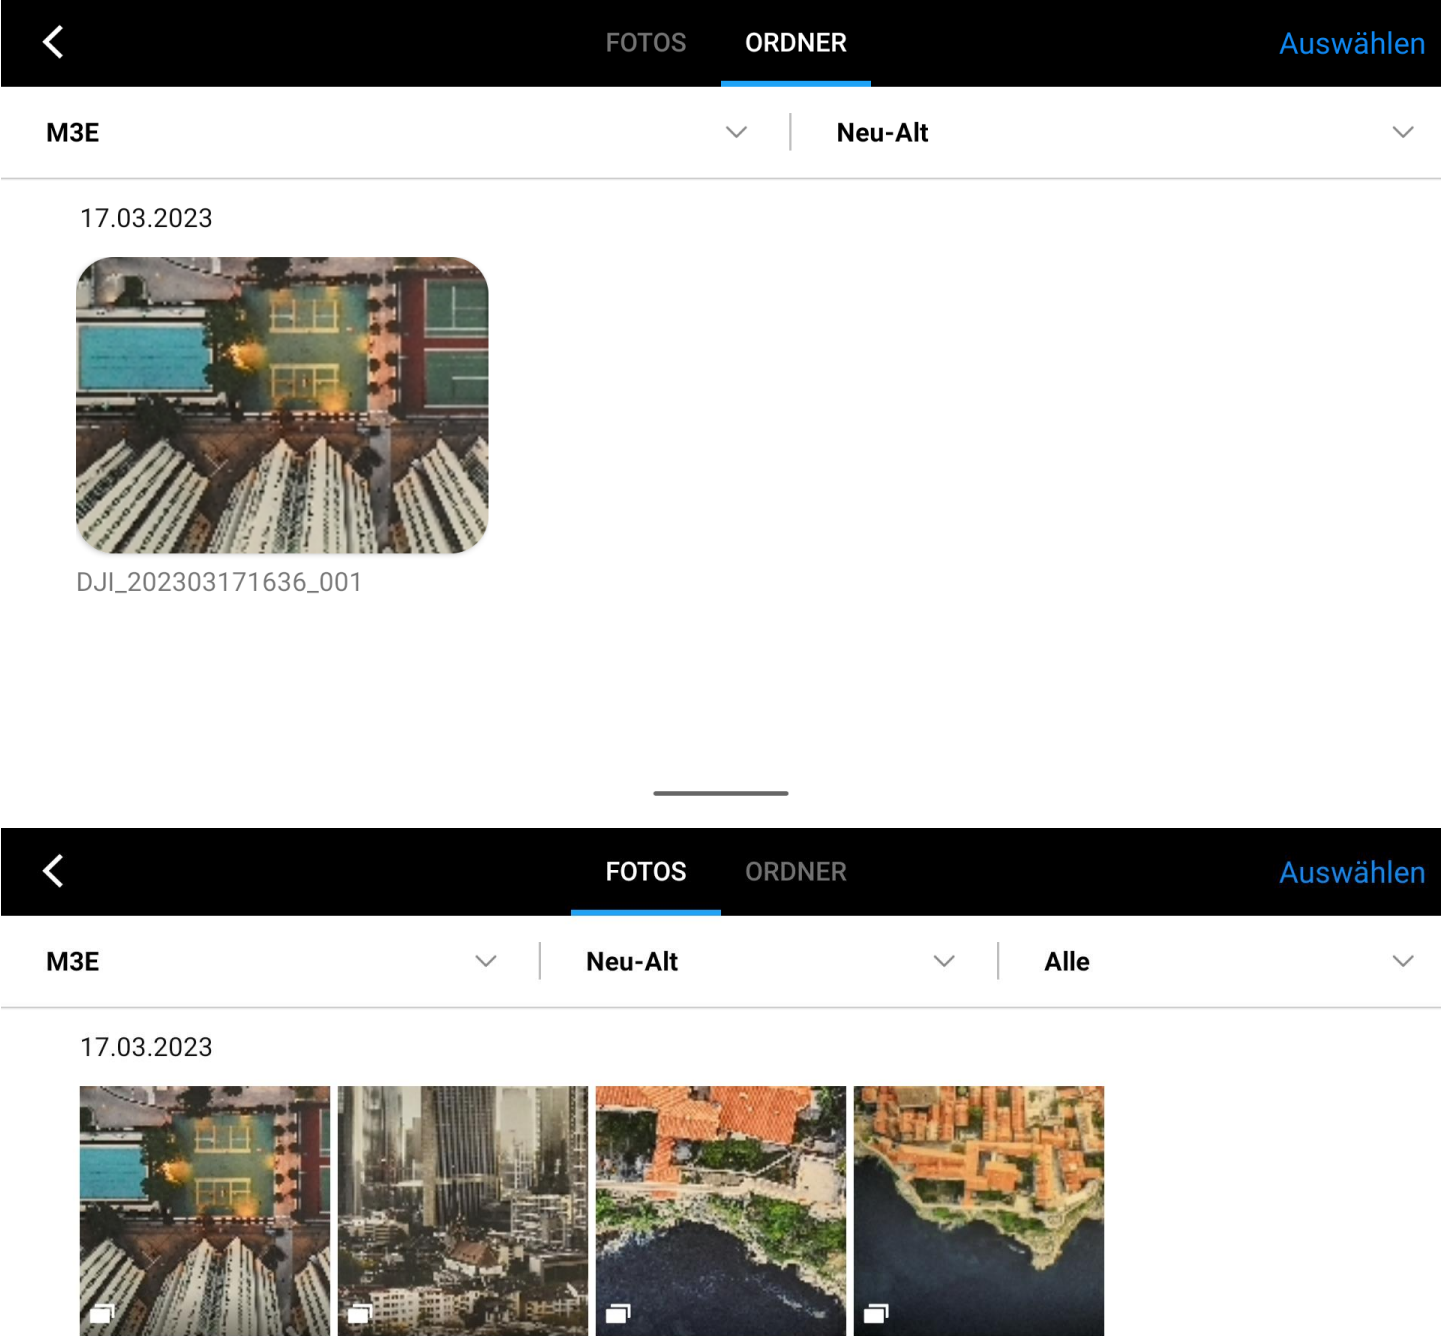 FOTOS ORDNER Auswählen
M3E Neu-Alt
17.03.2023
DJI_202303171636_001
FOTOS ORDNER Auswählen
M3E Neu-Alt Alle
17.03.2023